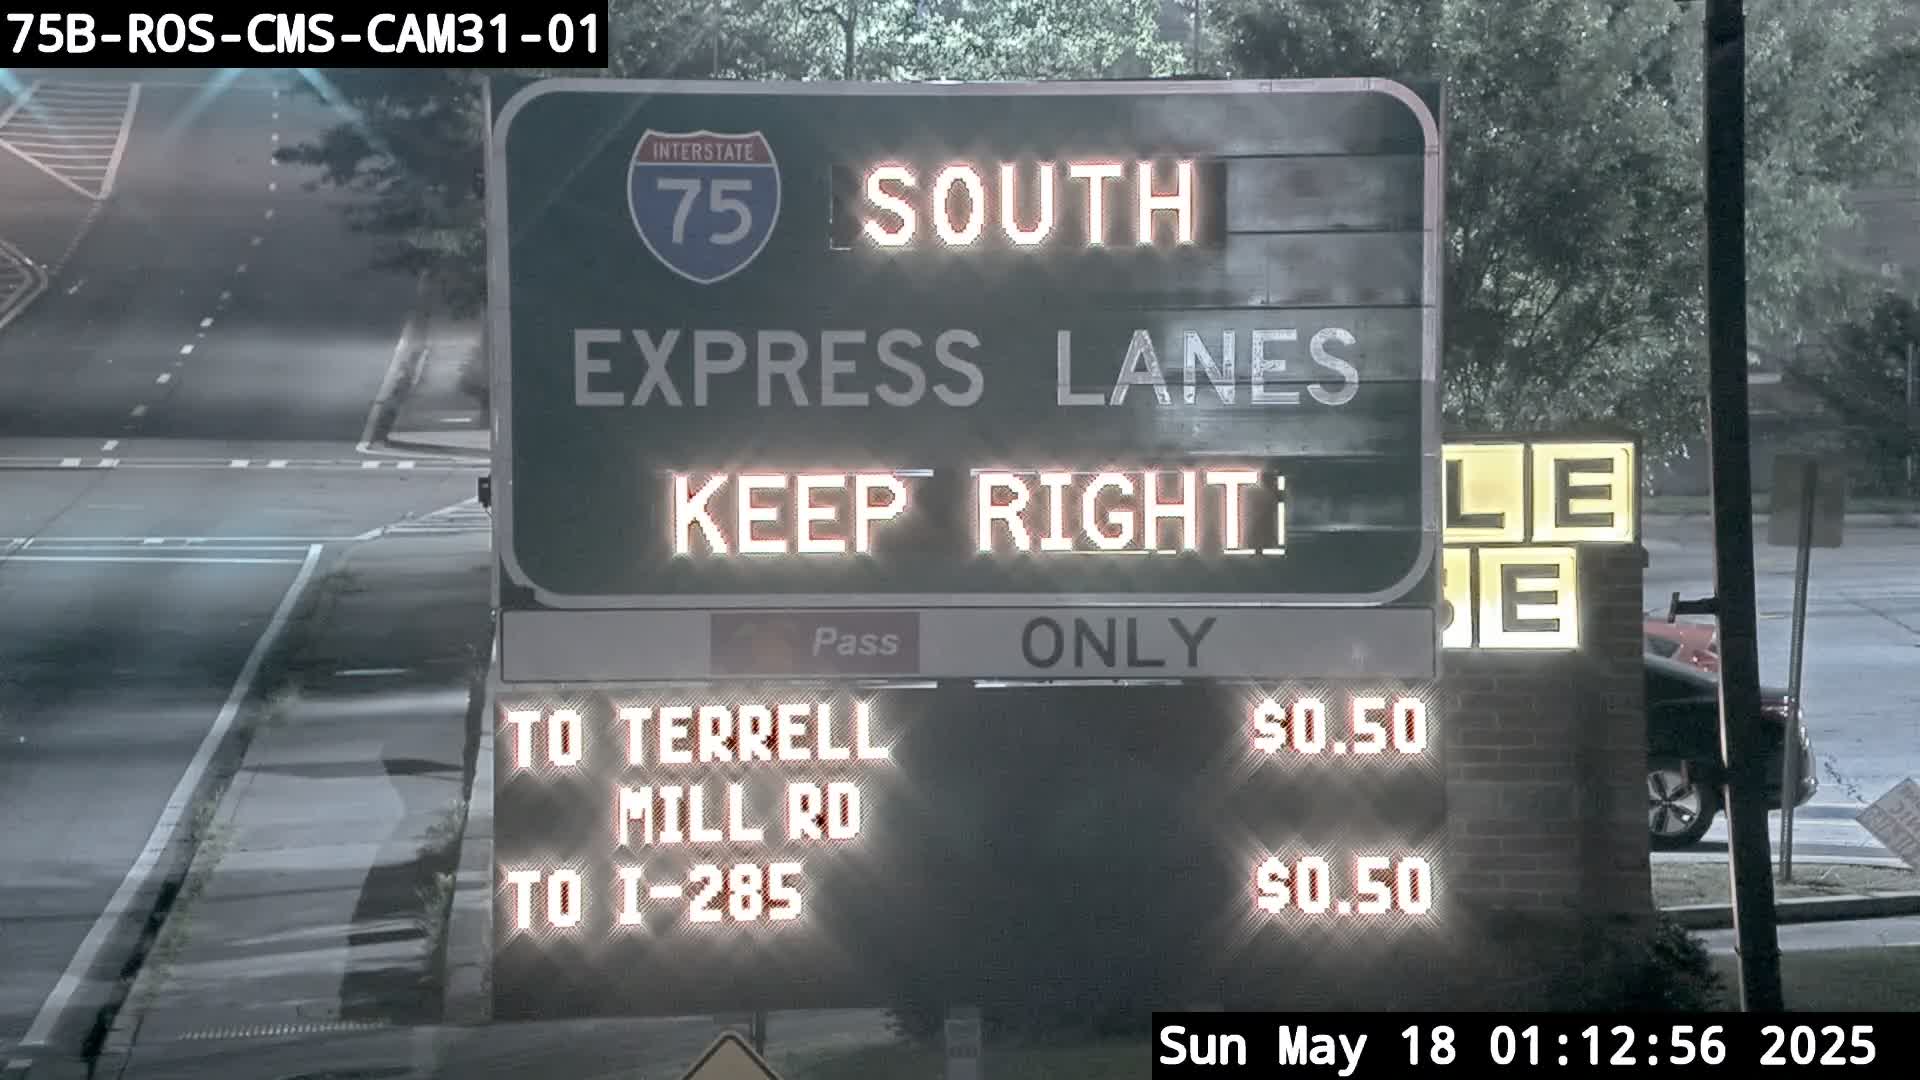 75B-ROS-CMS-CAM31-01
INTERSTATE
75
SOUTH
EXPRESS LANES
KEEP RIGHT
Pass ONLY
TO TERRELL $0.50
MILL RD
TO I-285 $0.50
LE
E
Sun May 18 01:12:56 2025